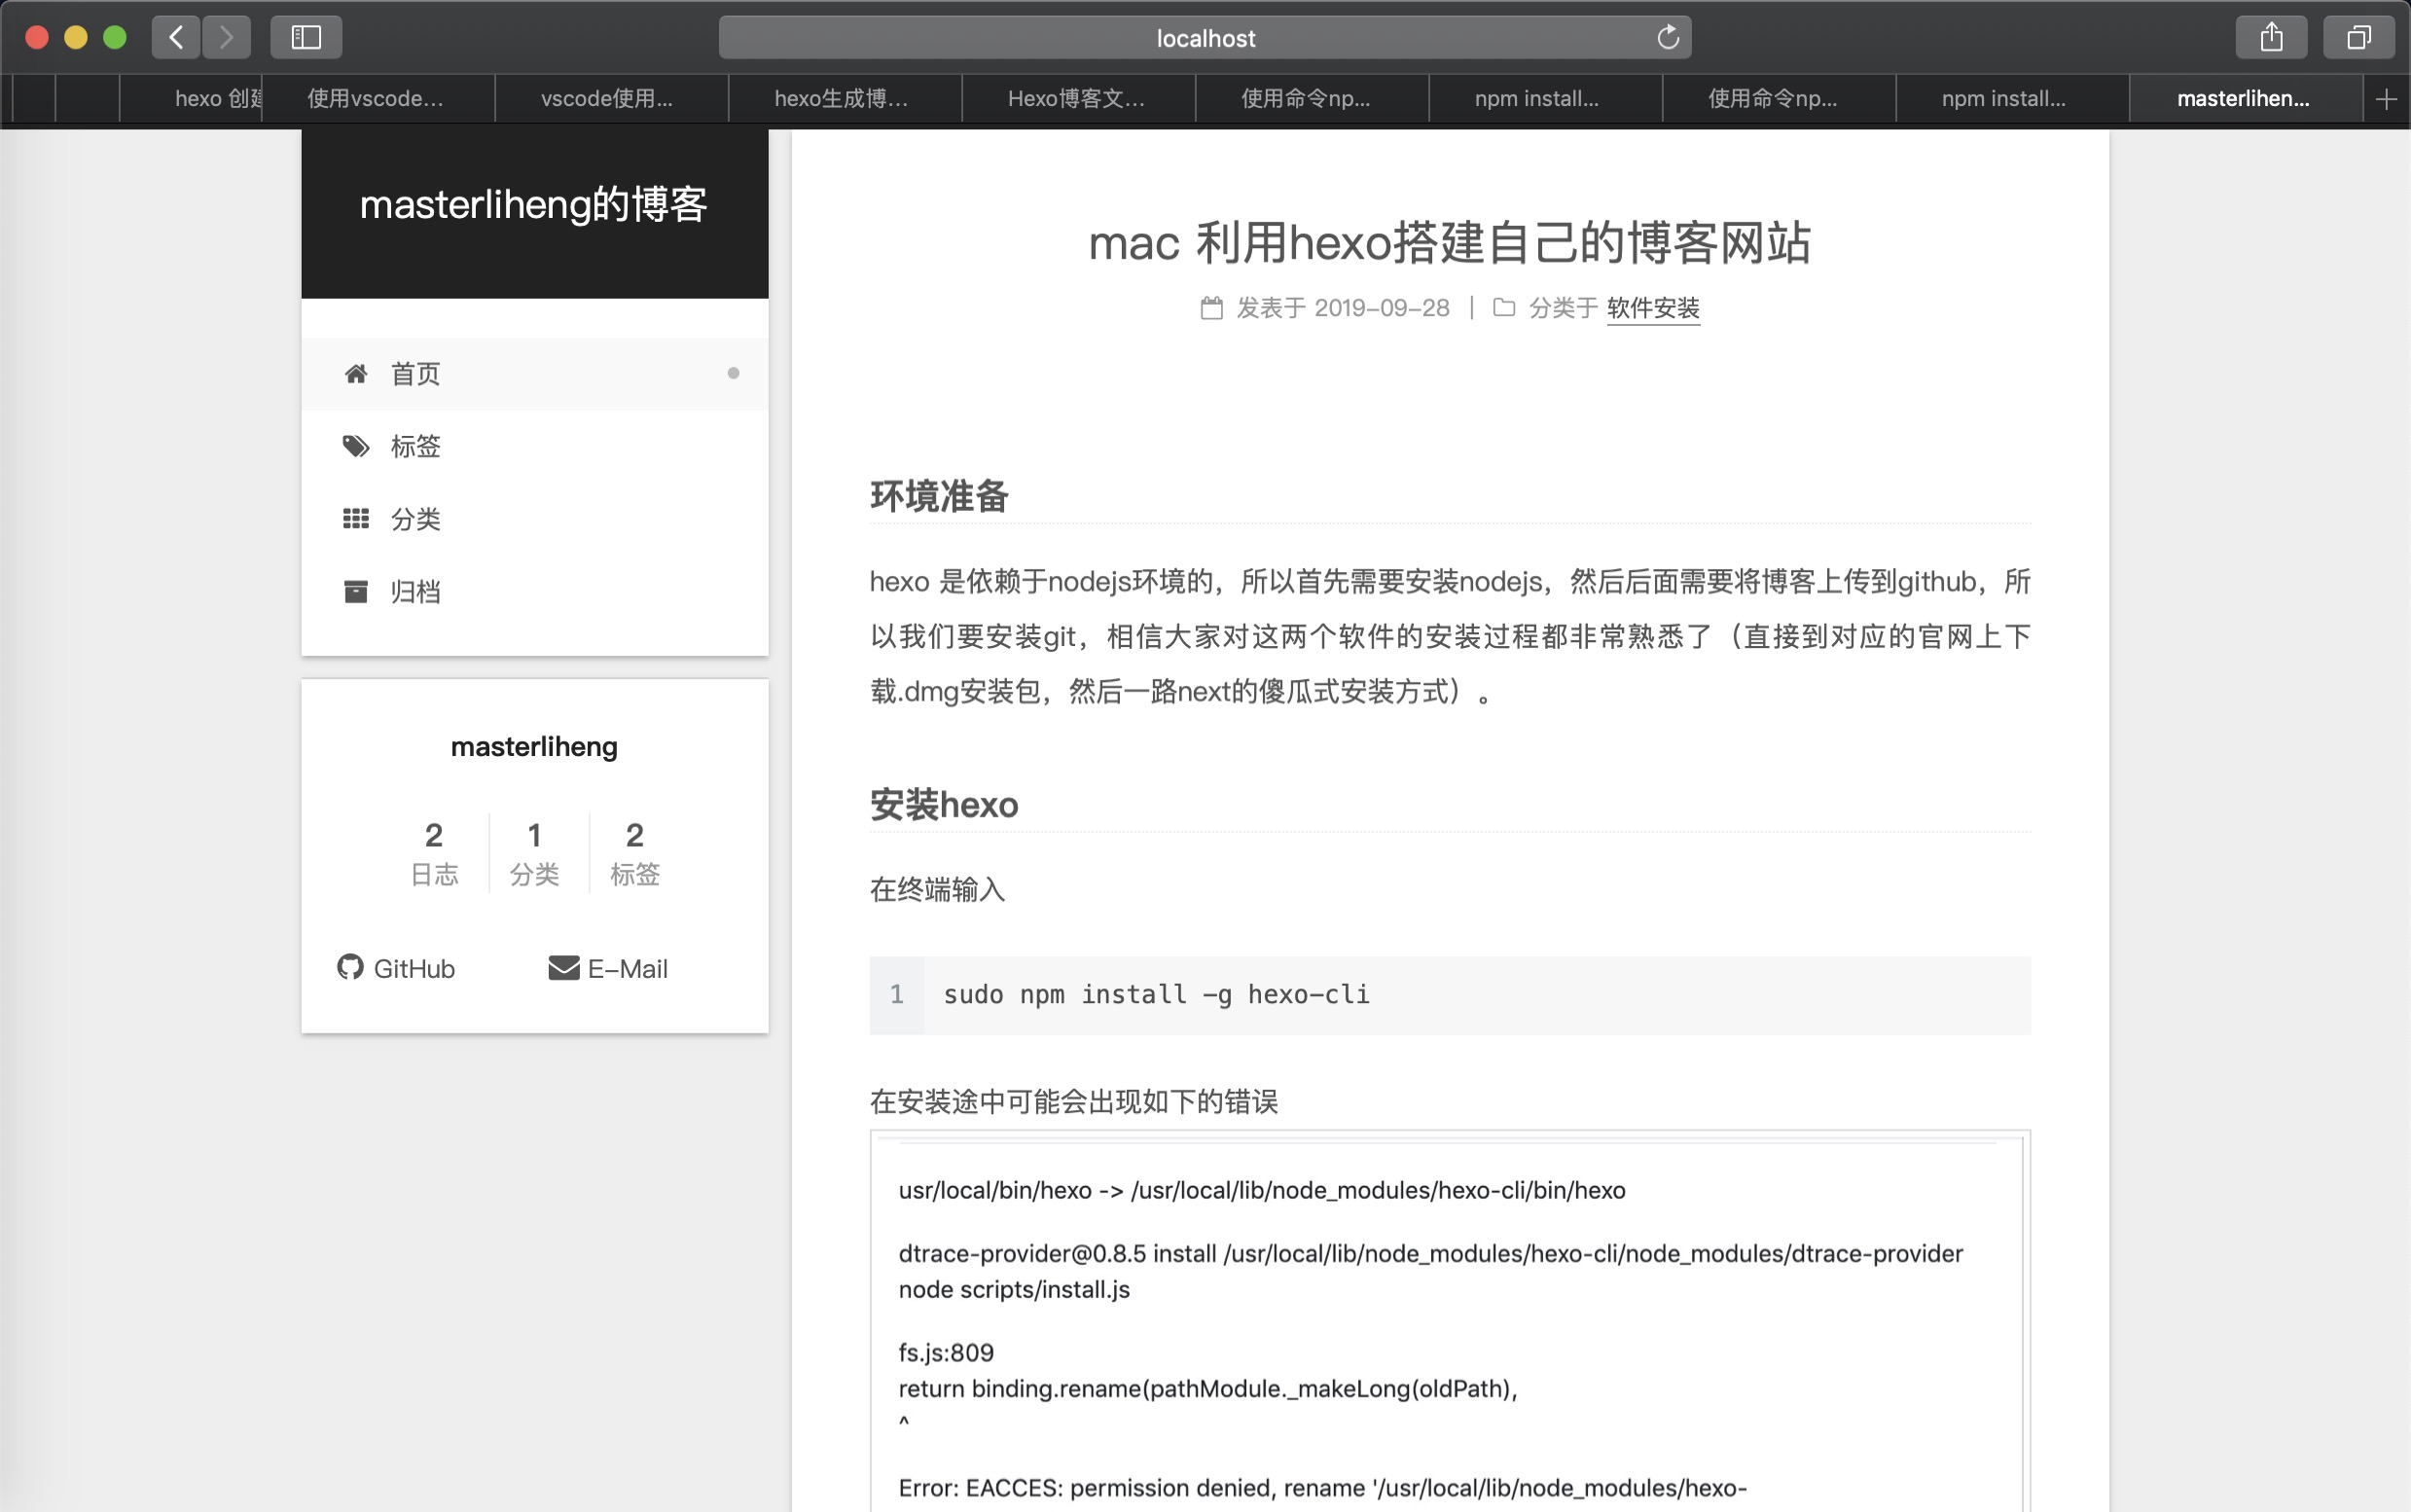 localhost
hexo 创建
使用vscode...
vscode使用...
hexo生成博...
Hexo博客文...
使用命令np...
npm install...
使用命令np...
npm install...
masterlihen...
masterliheng的博客
首页
标签
分类
归档
masterliheng
2 1 2
日志 分类 标签
GitHub E-Mail
mac 利用hexo搭建自己的博客网站
发表于 2019-09-28 | 分类于 软件安装
环境准备
hexo 是依赖于nodejs环境的，所以首先需要安装nodejs，然后后面需要将博客上传到github，所
以我们要安装git，相信大家对这两个软件的安装过程都非常熟悉了（直接到对应的官网上下
载.dmg安装包，然后一路next的傻瓜式安装方式）。
安装hexo
在终端输入
1 sudo npm install -g hexo-cli
在安装途中可能会出现如下的错误
usr/local/bin/hexo -> /usr/local/lib/node_modules/hexo-cli/bin/hexo
dtrace-provider@0.8.5 install /usr/local/lib/node_modules/hexo-cli/node_modules/dtrace-provider
node scripts/install.js
fs.js:809
return binding.rename(pathModule._makeLong(oldPath),
^
Error: EACCES: permission denied, rename '/usr/local/lib/node_modules/hexo-